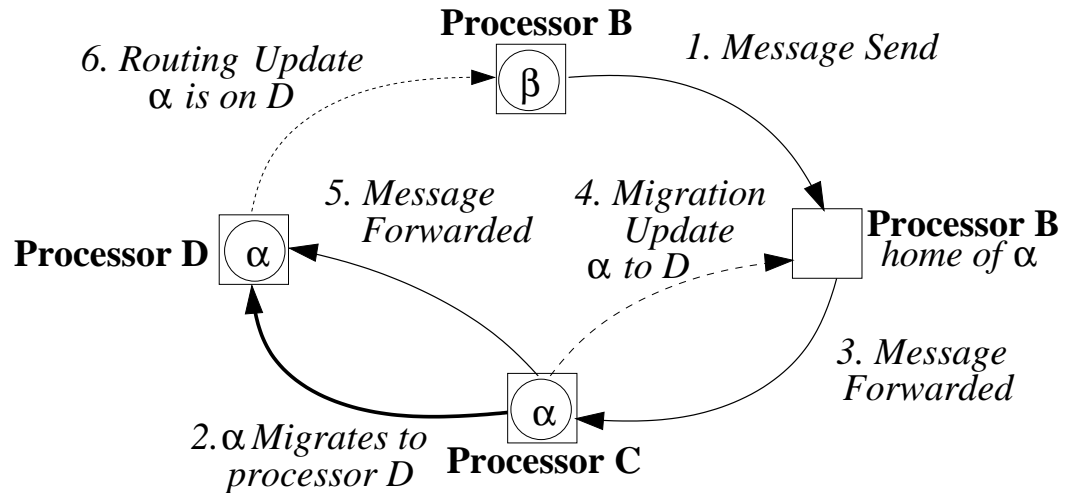 Processor B
β
1. Message Send
6. Routing Update
α is on D
5. Message
Forwarded
4. Migration
Update
α to D
Processor B
home of α
Processor D
α
3. Message
Forwarded
α
Processor C
2. α Migrates to
processor D